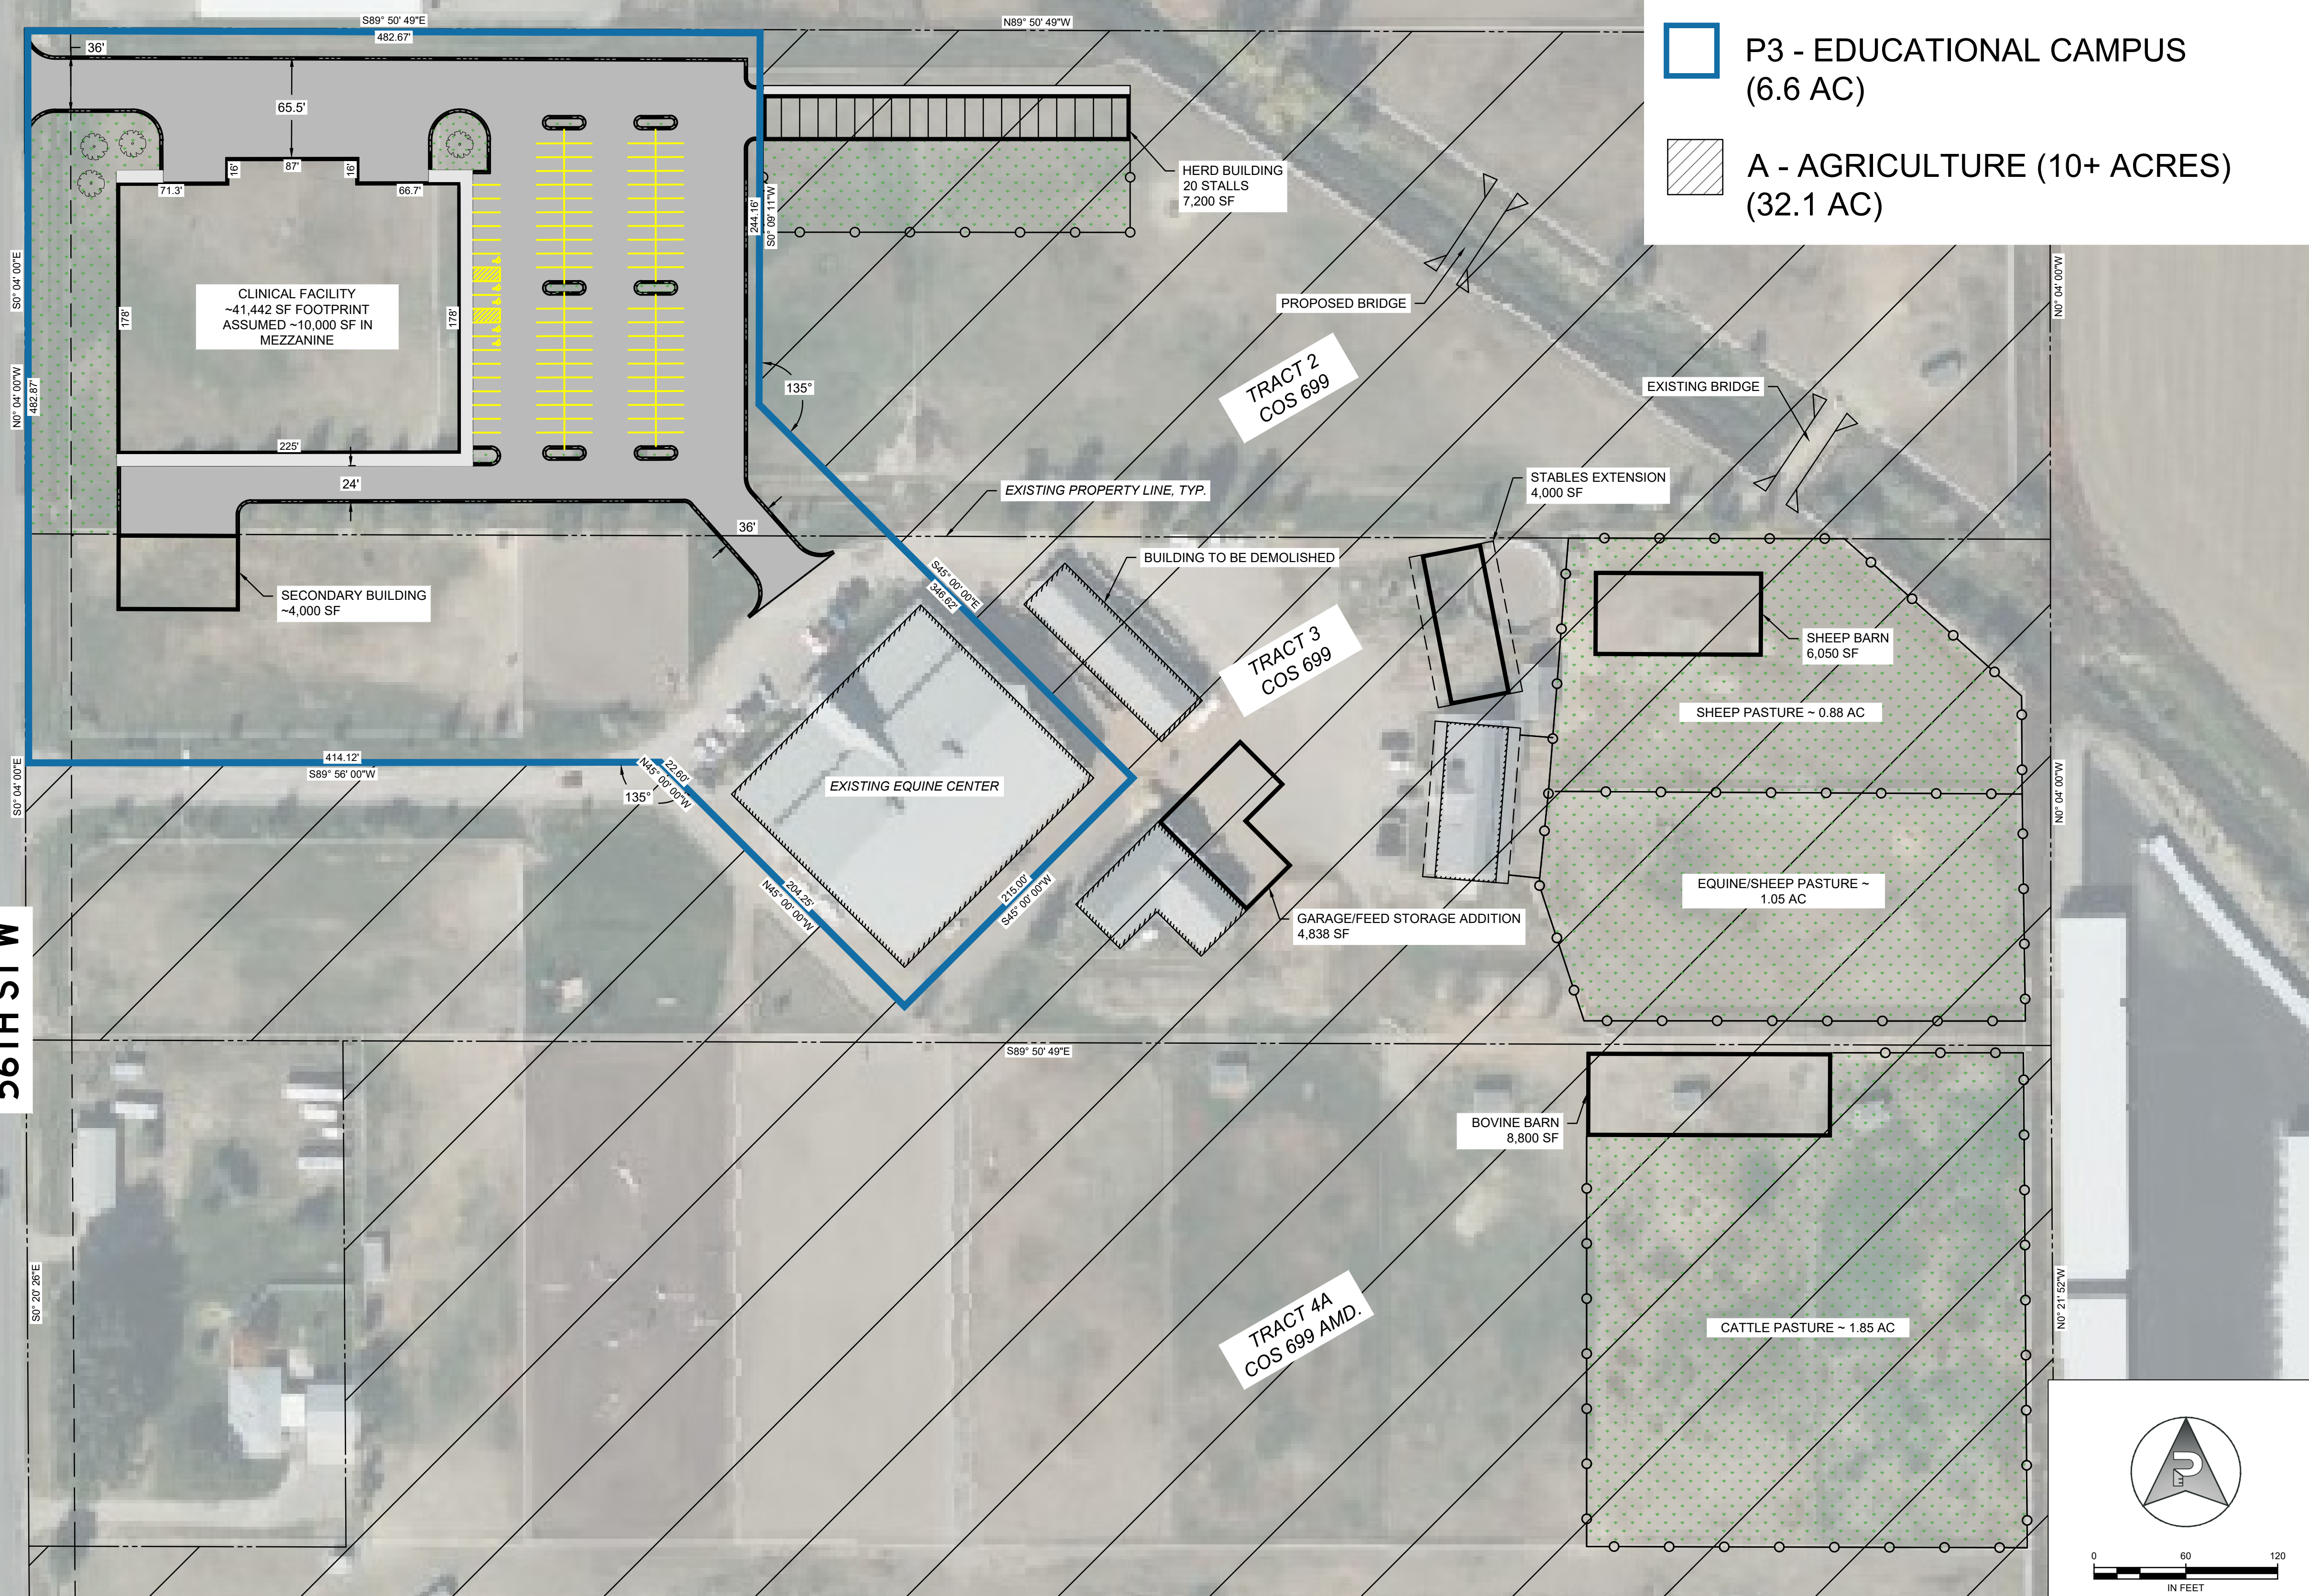 P3 - EDUCATIONAL CAMPUS
(6.6 AC)
A - AGRICULTURE (10+ ACRES)
(32.1 AC)
S89° 50' 49"E
482.67'
N89° 50' 49"W
36'
65.5'
16'
87'
16'
71.3'
66.7'
HERD BUILDING
20 STALLS
7,200 SF
244.16'
S0° 09' 11"W
S0° 04' 00"E
N0° 04' 00"W
482.87'
CLINICAL FACILITY
~41,442 SF FOOTPRINT
ASSUMED ~10,000 SF IN
MEZZANINE
178'
178'
225'
24'
PROPOSED BRIDGE
N0° 04' 00"W
135°
TRACT 2
COS 699
EXISTING BRIDGE
EXISTING PROPERTY LINE, TYP.
STABLES EXTENSION
4,000 SF
36'
BUILDING TO BE DEMOLISHED
S45° 00' 00"E
346.62'
SECONDARY BUILDING
~4,000 SF
TRACT 3
COS 699
SHEEP BARN
6,050 SF
SHEEP PASTURE ~ 0.88 AC
414.12'
S89° 56' 00"W
S0° 04' 00"E
22.60'
N45° 00' 00"W
135°
EXISTING EQUINE CENTER
N0° 04' 00"W
204.25'
N45° 00' 00"W
215.00'
S45° 00' 00"W
EQUINE/SHEEP PASTURE ~
1.05 AC
GARAGE/FEED STORAGE ADDITION
4,838 SF
56TH ST W
S89° 50' 49"E
BOVINE BARN
8,800 SF
S0° 20' 26"E
N0° 21' 52"W
TRACT 4A
COS 699 AMD.
CATTLE PASTURE ~ 1.85 AC
0 60 120
IN FEET